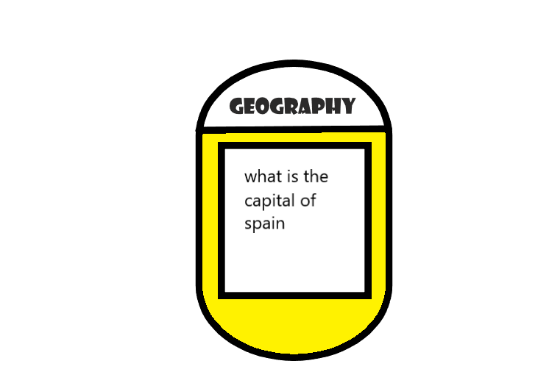 GEOGRAPHY
what is the
capital of
spain